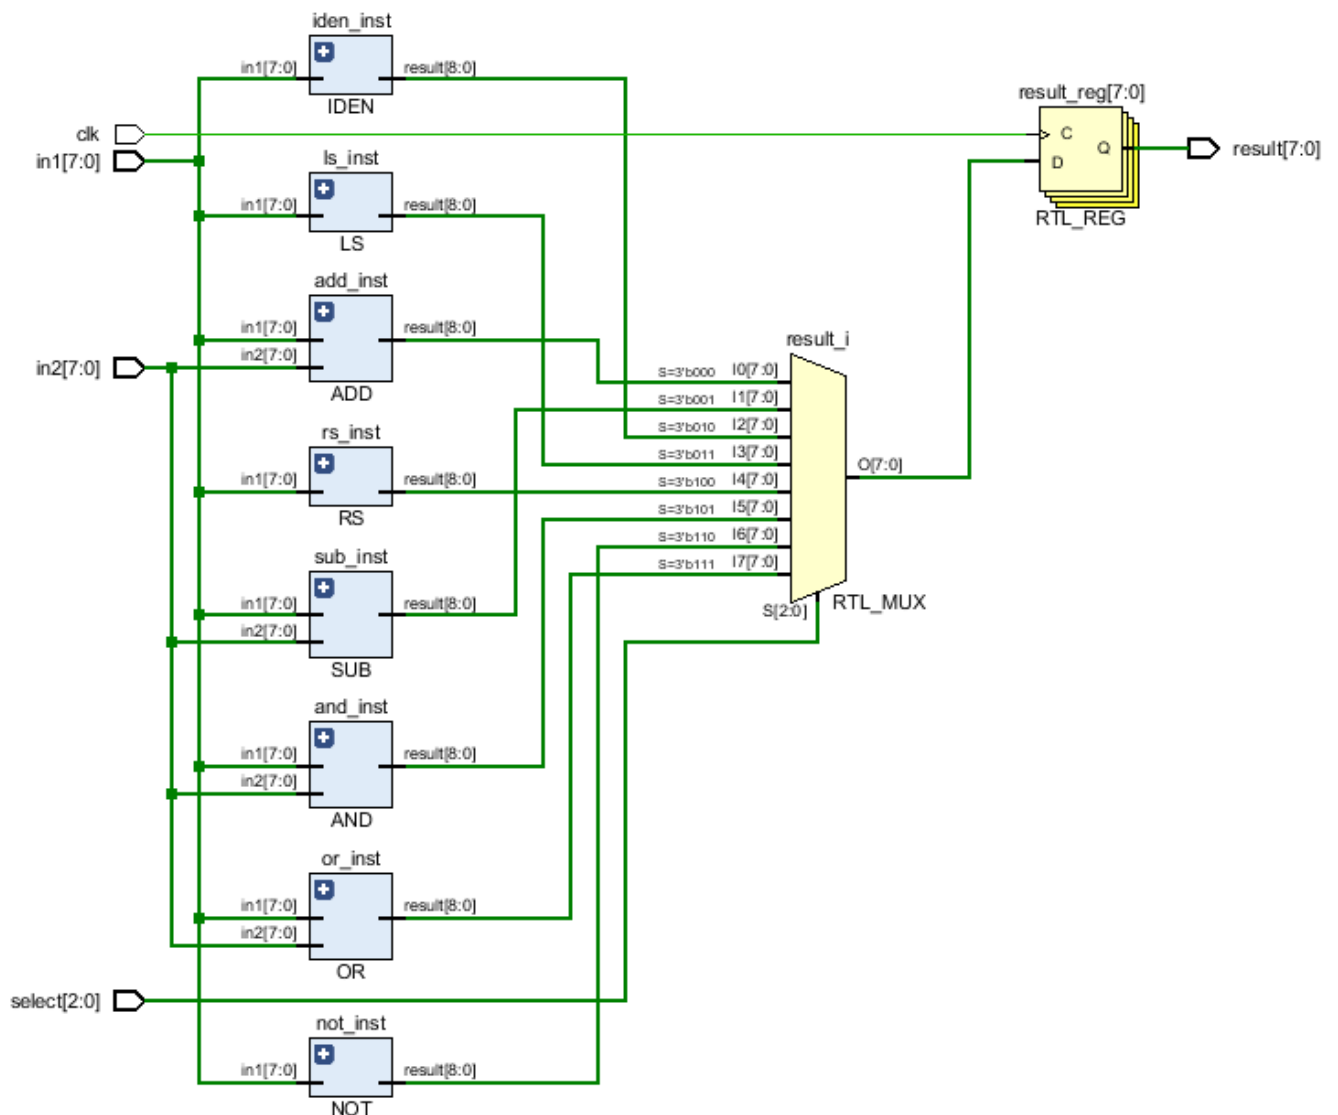 iden_inst
in1[7:0]
result[8:0]
IDEN
result_reg[7:0]
clk
C
in1[7:0]
D
Q
result[7:0]
RTL_REG
ls_inst
in1[7:0]
result[8:0]
LS
add_inst
in1[7:0]
result[8:0]
in2[7:0]
in2[7:0]
ADD
result_i
S=3'b000 I0[7:0]
S=3'b001 I1[7:0]
S=3'b010 I2[7:0]
S=3'b011 I3[7:0]
S=3'b100 I4[7:0]
S=3'b101 I5[7:0]
S=3'b110 I6[7:0]
S=3'b111 I7[7:0]
O[7:0]
S[2:0]
RTL_MUX
rs_inst
in1[7:0]
result[8:0]
RS
sub_inst
in1[7:0]
result[8:0]
in2[7:0]
SUB
and_inst
in1[7:0]
result[8:0]
in2[7:0]
AND
or_inst
in1[7:0]
result[8:0]
in2[7:0]
OR
select[2:0]
not_inst
in1[7:0]
result[8:0]
NOT